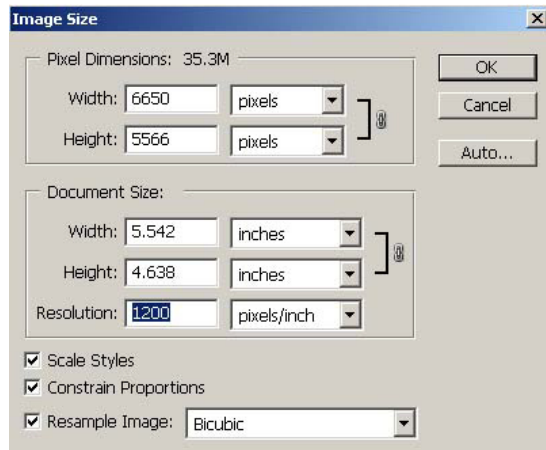 Image Size
Pixel Dimensions: 35.3M
OK
Width: 6650 pixels
Cancel
Height: 5566 pixels
Auto...
Document Size:
Width: 5.542 inches
Height: 4.638 inches
Resolution: 1200 pixels/inch
Scale Styles
Constrain Proportions
Resample Image: Bicubic